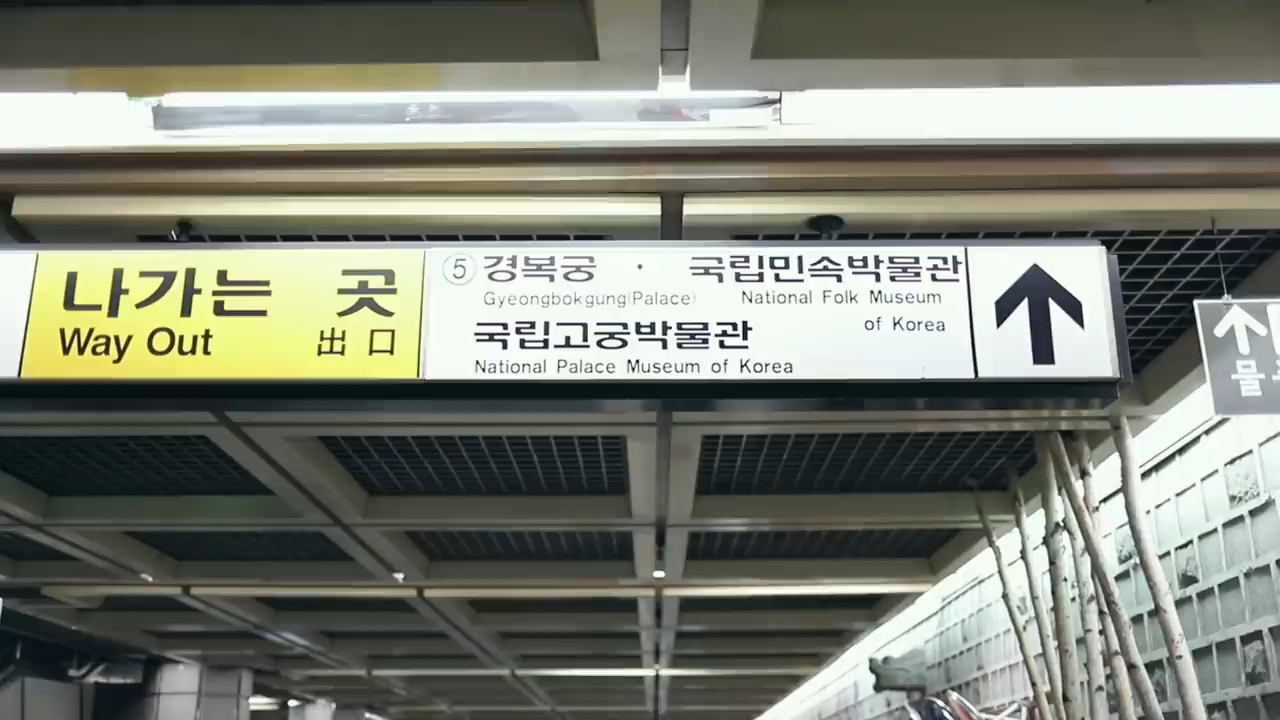 나가는 곳
Way Out 出口
⑤ 경복궁 · 국립민속박물관
Gyeongbokgung(Palace) National Folk Museum
of Korea
국립고궁박물관
National Palace Museum of Korea
물